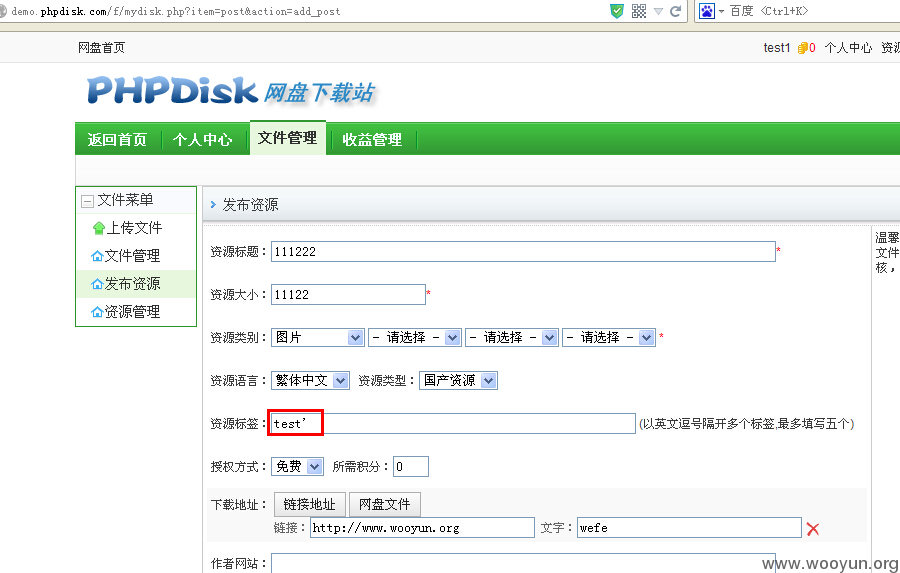 demo.phpdisk.com/f/mydisk.php?item=post&action=add_post
百度 <Ctrl+K>
网盘首页
test1 0 个人中心 资源
PHPDisk 网盘下载站
返回首页 个人中心 文件管理 收益管理
文件菜单
上传文件
文件管理
发布资源
资源管理
发布资源
资源标题： 111222 *
资源大小： 11122 *
资源类别： 图片 - 请选择 - - 请选择 - - 请选择 - *
资源语言： 繁体中文 资源类型： 国产资源
资源标签： test' (以英文逗号隔开多个标签,最多填写五个)
授权方式： 免费 所需积分： 0
下载地址： 链接地址 网盘文件
链接： http://www.wooyun.org 文字： wefe
作者网站：
温馨
文件
核，
www.wooyun.org